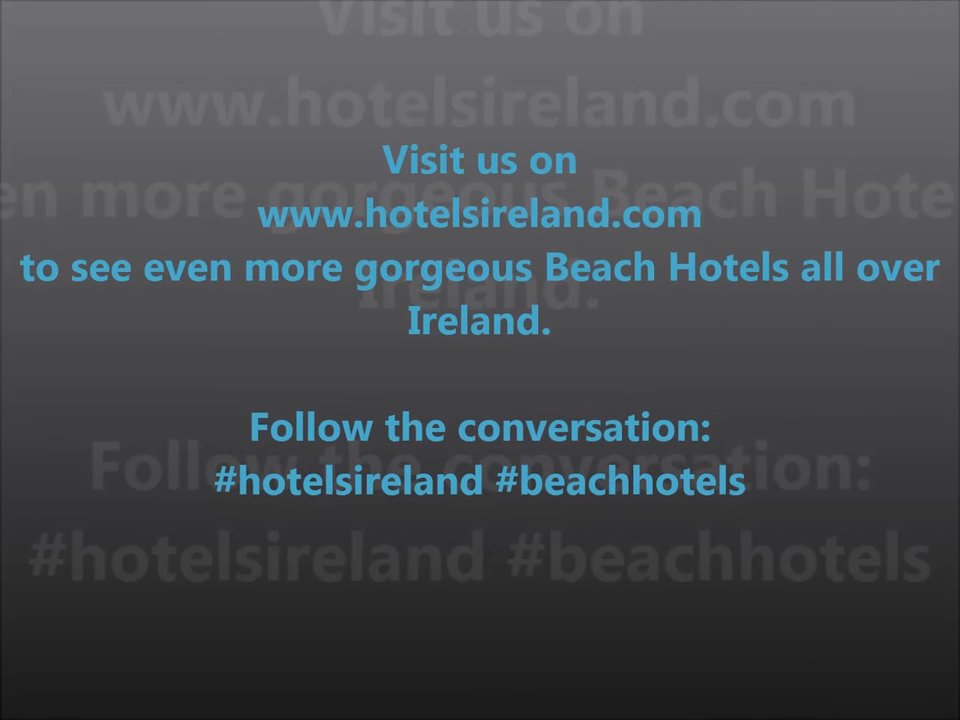 Visit us on
www.hotelsireland.com
to see even more gorgeous Beach Hotels all over
Ireland.
Follow the conversation:
#hotelsireland #beachhotels